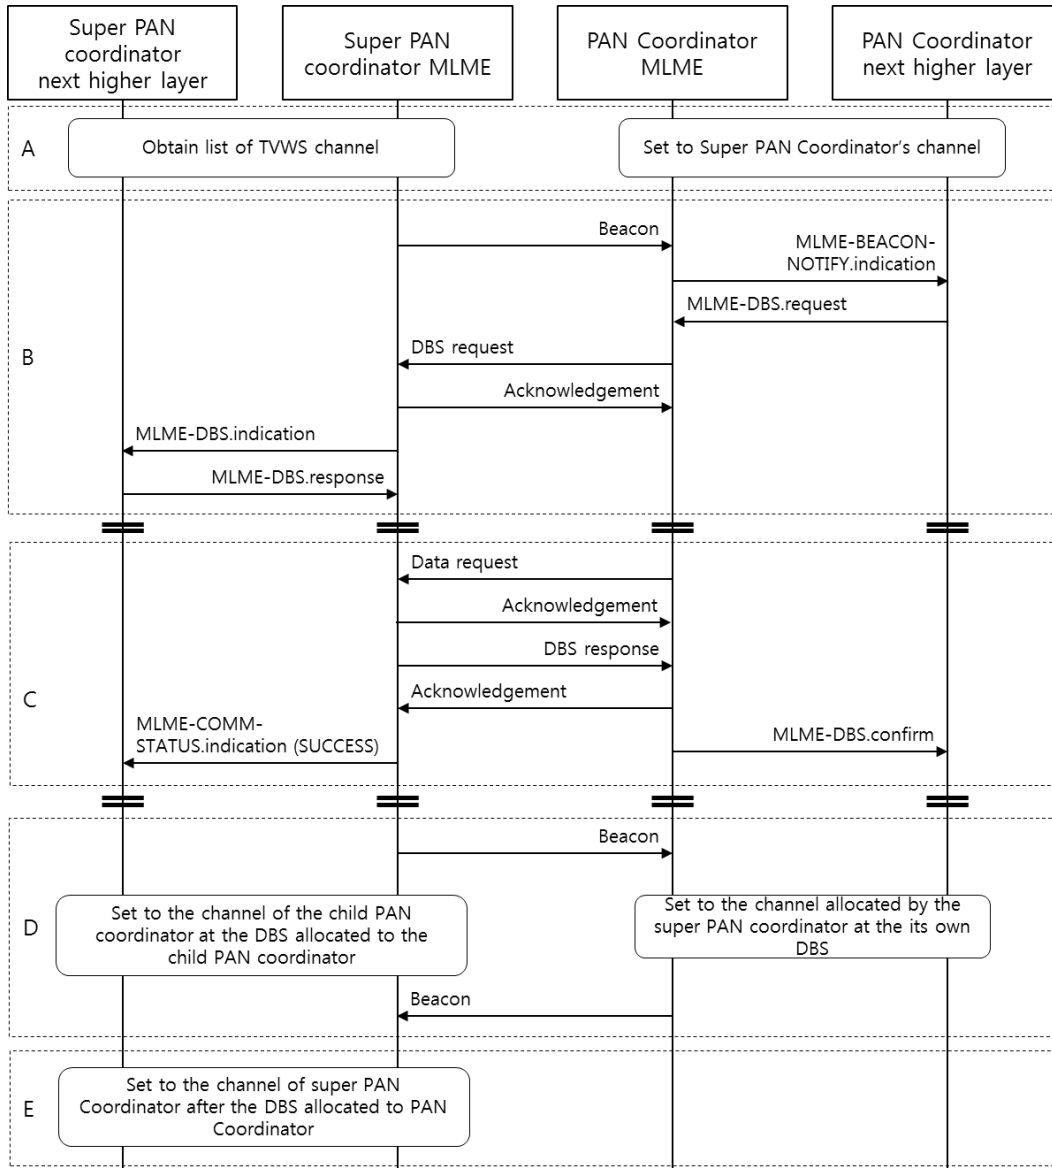 Super PAN
coordinator
next higher layer
Super PAN
coordinator MLME
PAN Coordinator
MLME
PAN Coordinator
next higher layer
A
Obtain list of TVWS channel
Set to Super PAN Coordinator's channel
B
Beacon
MLME-BEACON-
NOTIFY.indication
MLME-DBS.request
DBS request
Acknowledgement
MLME-DBS.indication
MLME-DBS.response
C
Data request
Acknowledgement
DBS response
Acknowledgement
MLME-COMM-
STATUS.indication (SUCCESS)
MLME-DBS.confirm
D
Beacon
Set to the channel of the child PAN
coordinator at the DBS allocated to the
child PAN coordinator
Set to the channel allocated by the
super PAN coordinator at the its own
DBS
Beacon
E
Set to the channel of super PAN
Coordinator after the DBS allocated to PAN
Coordinator